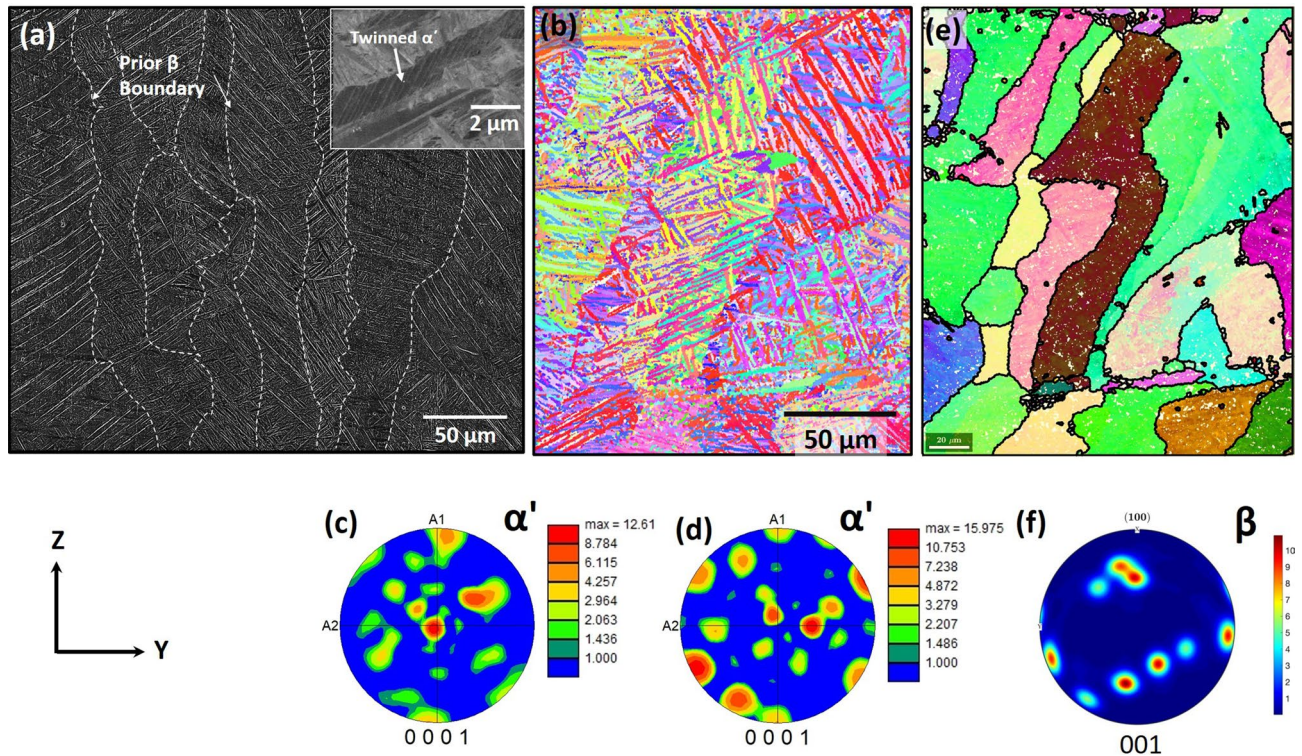 (a)
Prior β
Boundary
Twinned α′
2 μm
50 μm
(b)
50 μm
(e)
20 μm
Z
Y
(c)
A1
A2
0 0 0 1
α'
max = 12.61
8.784
6.115
4.257
2.964
2.063
1.436
1.000
(d)
A1
A2
0 0 0 1
α'
max = 15.975
10.753
7.238
4.872
3.279
2.207
1.486
1.000
(f)
(100)
001
β
10
9
8
7
6
5
4
3
2
1